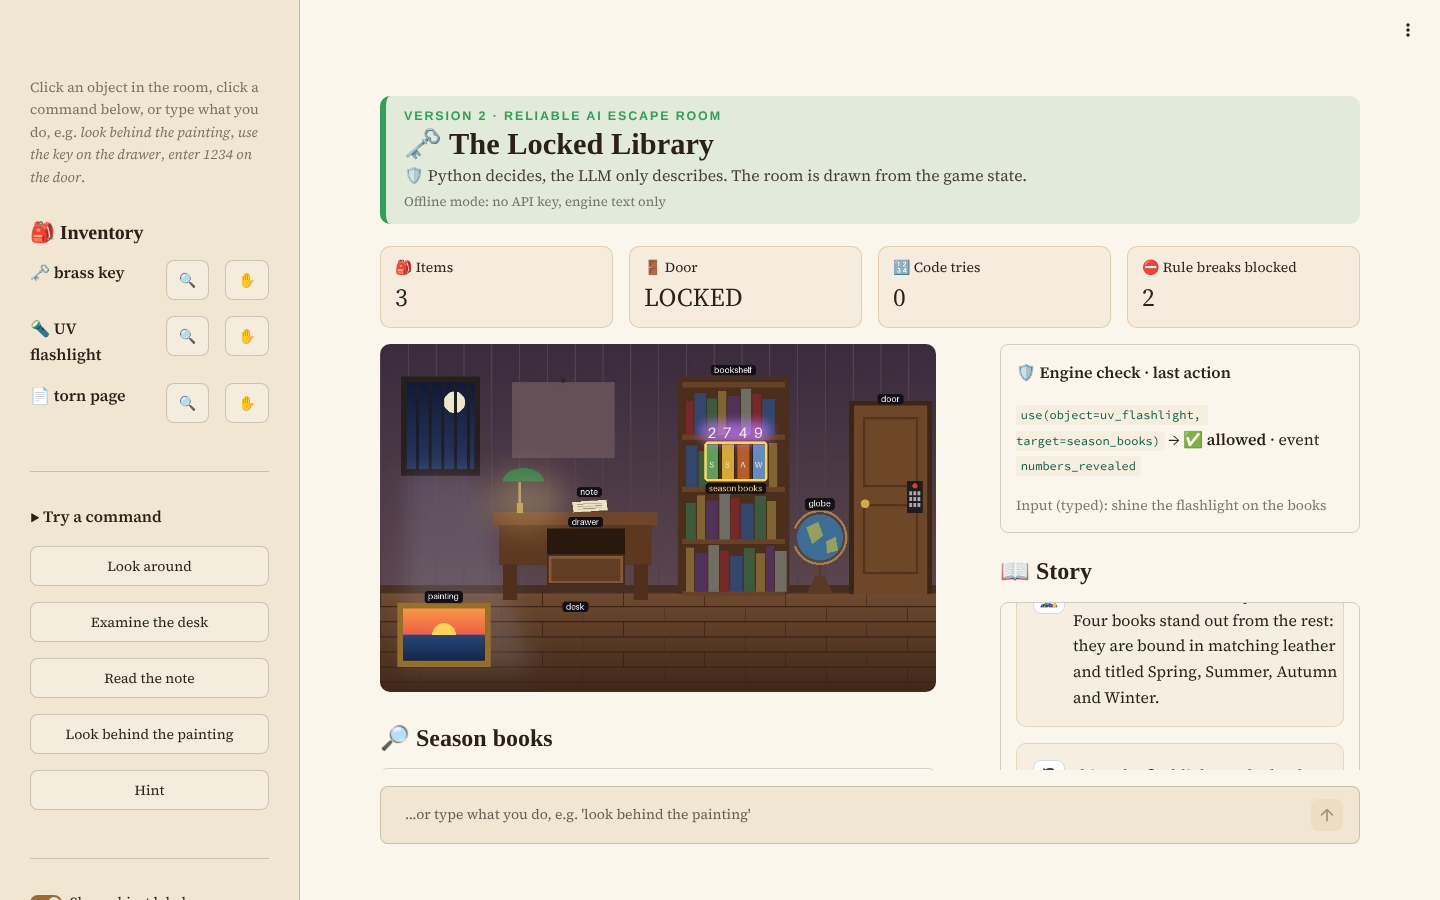 Click an object in the room, click a
command below, or type what you
do, e.g. look behind the painting, use
the key on the drawer, enter 1234 on
the door.
Inventory
brass key
UV
flashlight
torn page
Try a command
Look around
Examine the desk
Read the note
Look behind the painting
Hint
VERSION 2 · RELIABLE AI ESCAPE ROOM
The Locked Library
Python decides, the LLM only describes. The room is drawn from the game state.
Offline mode: no API key, engine text only
Items
3
Door
LOCKED
Code tries
0
Rule breaks blocked
2
bookshelf
door
2 7 4 9
S S A W
season books
note
drawer
globe
painting
desk
Engine check · last action
use(object=uv_flashlight,
target=season_books) → ✅ allowed · event
numbers_revealed
Input (typed): shine the flashlight on the books
Story
Four books stand out from the rest:
they are bound in matching leather
and titled Spring, Summer, Autumn
and Winter.
Season books
...or type what you do, e.g. 'look behind the painting'